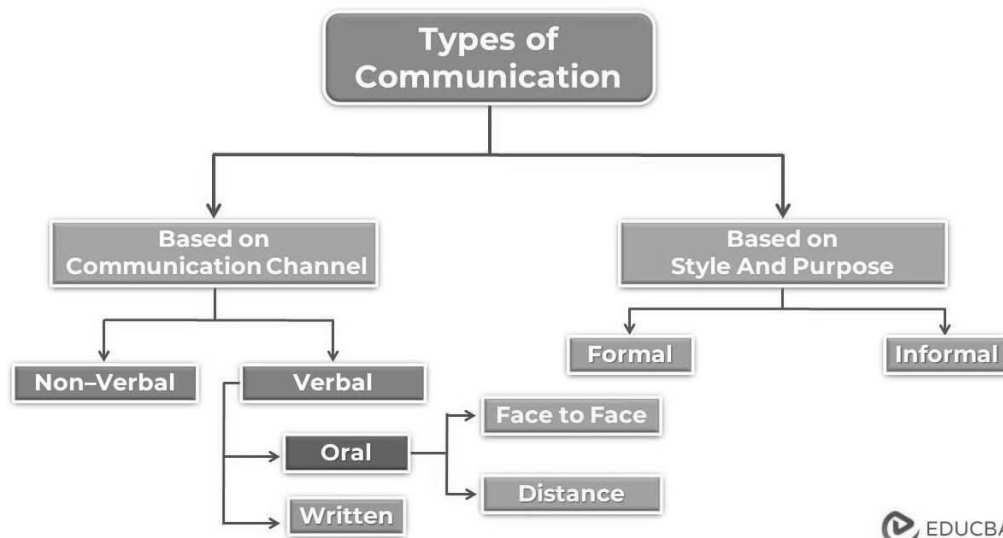 Types of
Communication
Based on
Communication Channel
Based on
Style And Purpose
Non–Verbal
Verbal
Formal
Informal
Oral
Face to Face
Distance
Written
EDUCBA